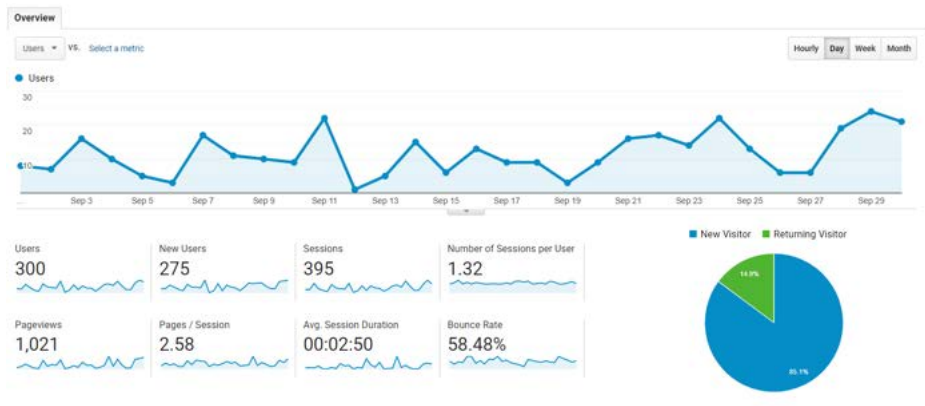 Overview
Users VS. Select a metric
Hourly Day Week Month
Users
30
20
10
... Sep 3 Sep 5 Sep 7 Sep 9 Sep 11 Sep 13 Sep 15 Sep 17 Sep 19 Sep 21 Sep 23 Sep 25 Sep 27 Sep 29
New Visitor Returning Visitor
Users New Users Sessions Number of Sessions per User
300 275 395 1.32
14.9%
Pageviews Pages / Session Avg. Session Duration Bounce Rate
1,021 2.58 00:02:50 58.48%
85.1%